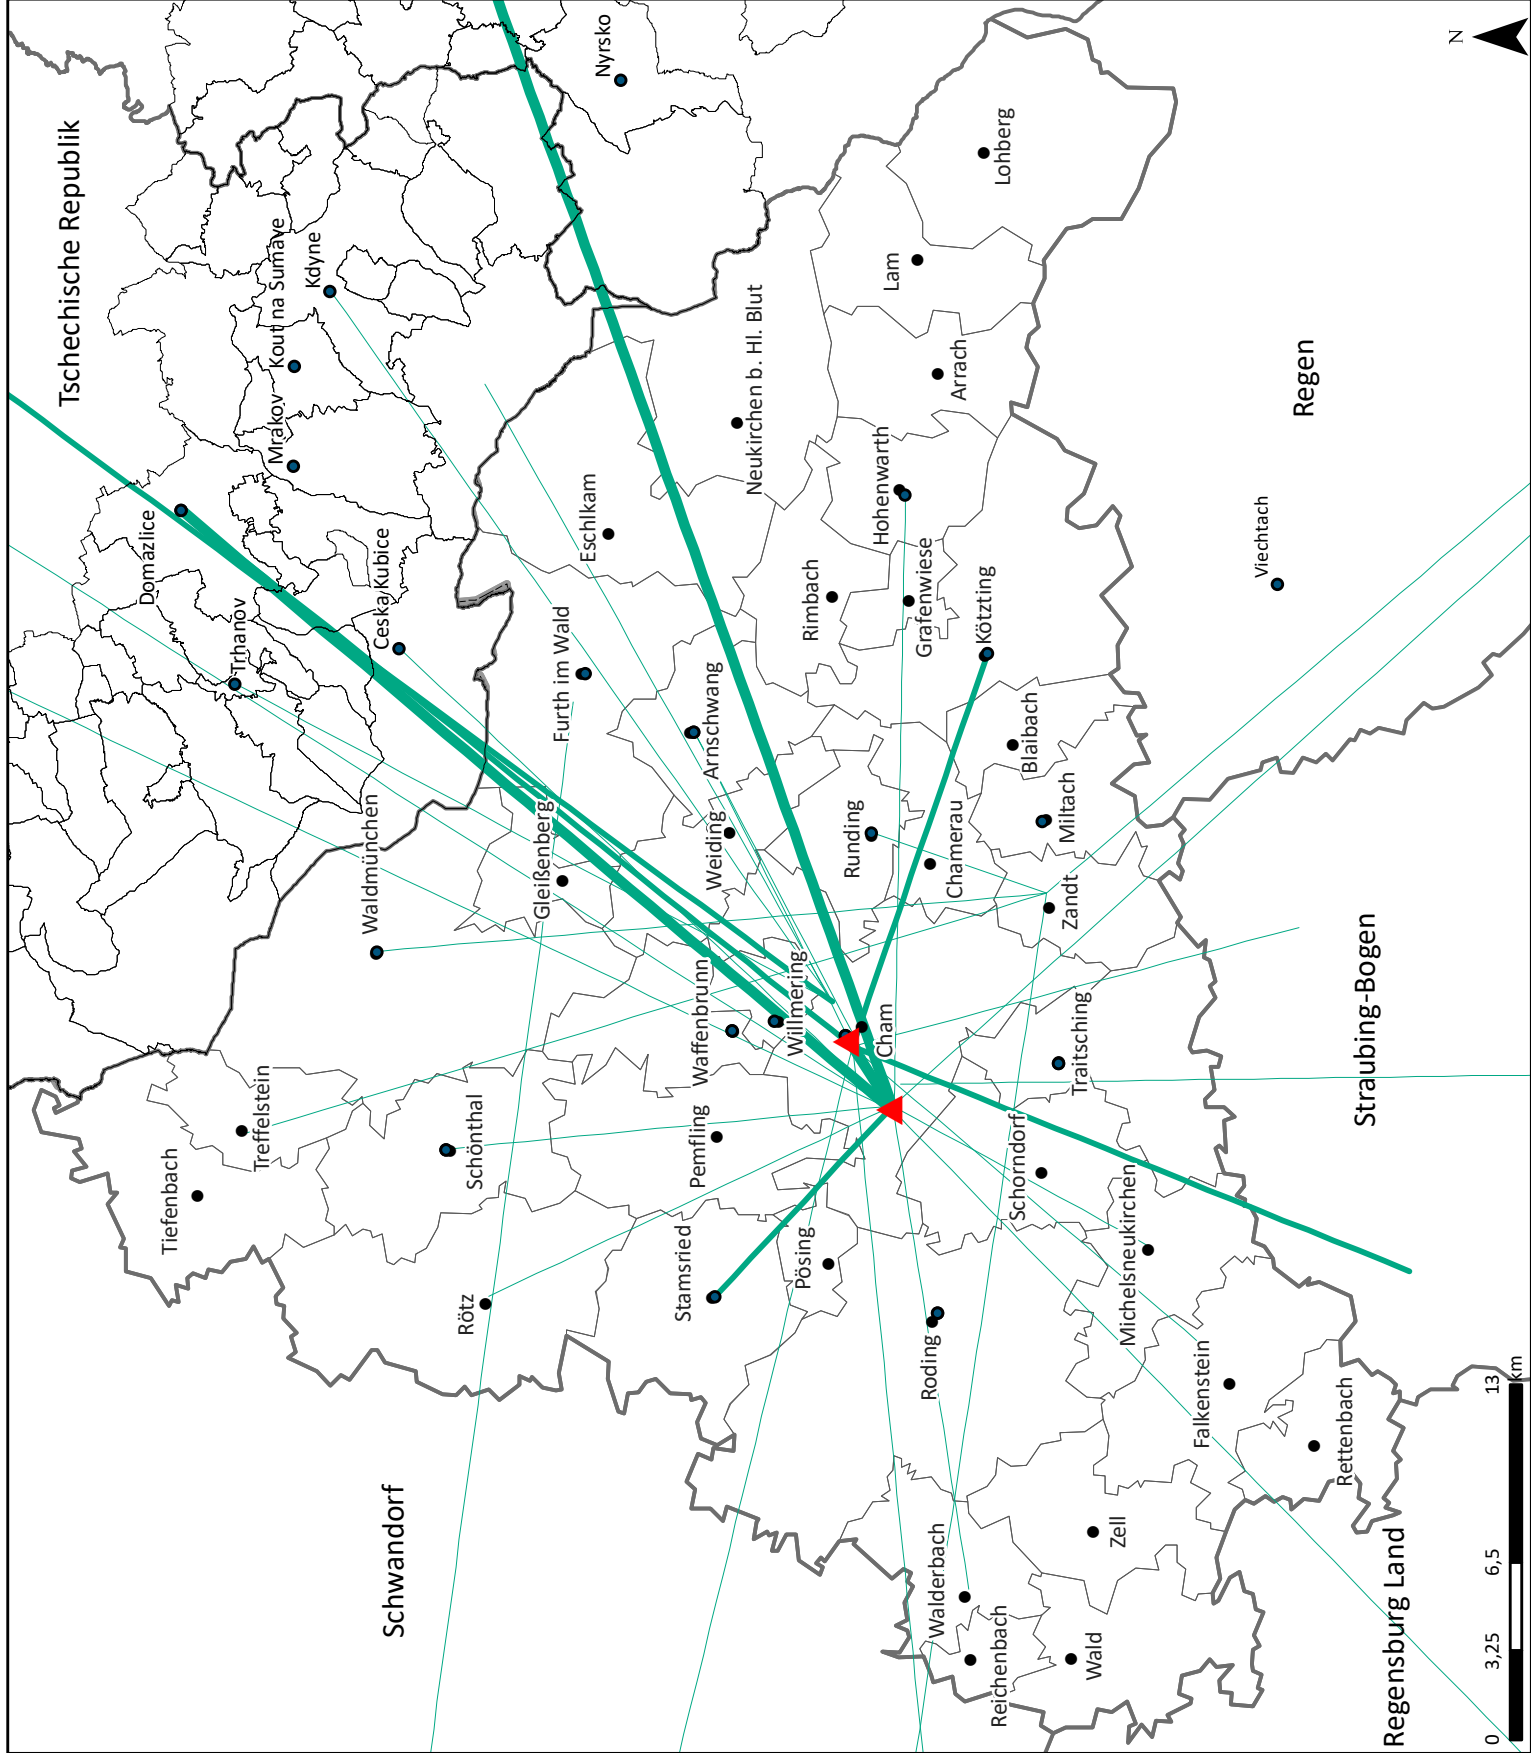 Tschechische Republik
Nyrsko
Kout na Sumave
Kdyne
Mrakov
Domazlice
Trhanov
Ceska Kubice
Lohberg
Lam
Neukirchen b. Hl. Blut
Arrach
Regen
Eschlkam
Hohenwarth
Viechtach
Furth im Wald
Rimbach
Grafenwiese
Kötzting
Arnschwang
Blaibach
Waldmünchen
Gleißenberg
Weiding
Runding
Chamerau
Miltach
Zandt
Waffenbrunn
Willmering
Cham
Traitsching
Straubing-Bogen
Treffelstein
Tiefenbach
Schönthal
Pemfling
Schorndorf
Michelsneukirchen
Rötz
Stamsried
Pösing
Roding
Falkenstein
Rettenbach
Schwandorf
Walderbach
Zell
Reichenbach
Wald
Regensburg Land
0
3,25
6,5
13
km
N